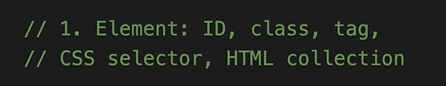 // 1. Element: ID, class, tag,
// CSS selector, HTML collection